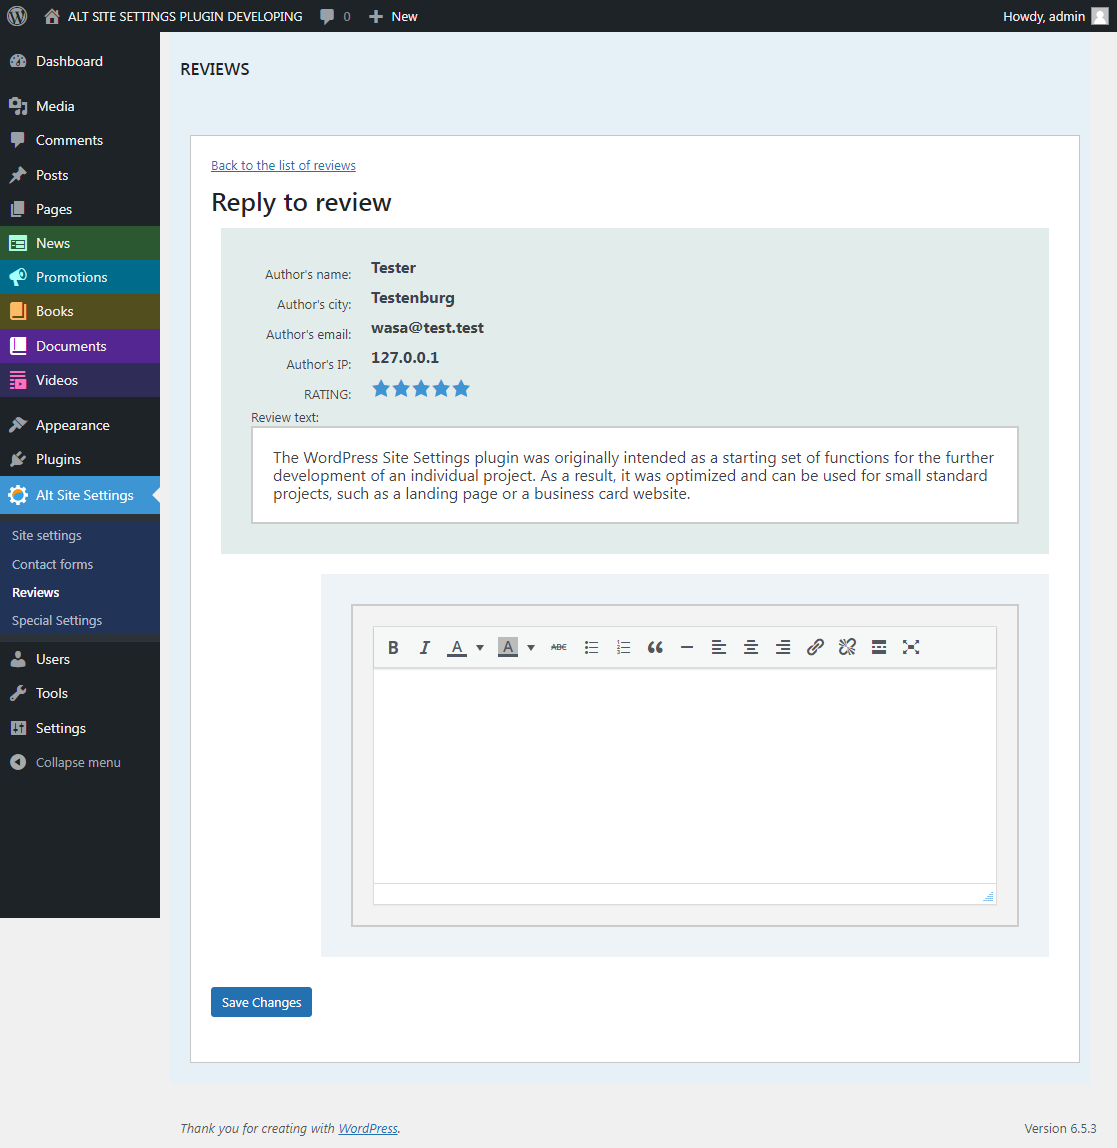 ALT SITE SETTINGS PLUGIN DEVELOPING 0 New Howdy, admin
Dashboard
Media
Comments
Posts
Pages
News
Promotions
Books
Documents
Videos
Appearance
Plugins
Alt Site Settings
Site settings
Contact forms
Reviews
Special Settings
Users
Tools
Settings
Collapse menu
REVIEWS
Back to the list of reviews
Reply to review
Author's name: Tester
Author's city: Testenburg
Author's email: wasa@test.test
Author's IP: 127.0.0.1
RATING:
Review text:
The WordPress Site Settings plugin was originally intended as a starting set of functions for the further
development of an individual project. As a result, it was optimized and can be used for small standard
projects, such as a landing page or a business card website.
B I A A ABC
Save Changes
Thank you for creating with WordPress. Version 6.5.3